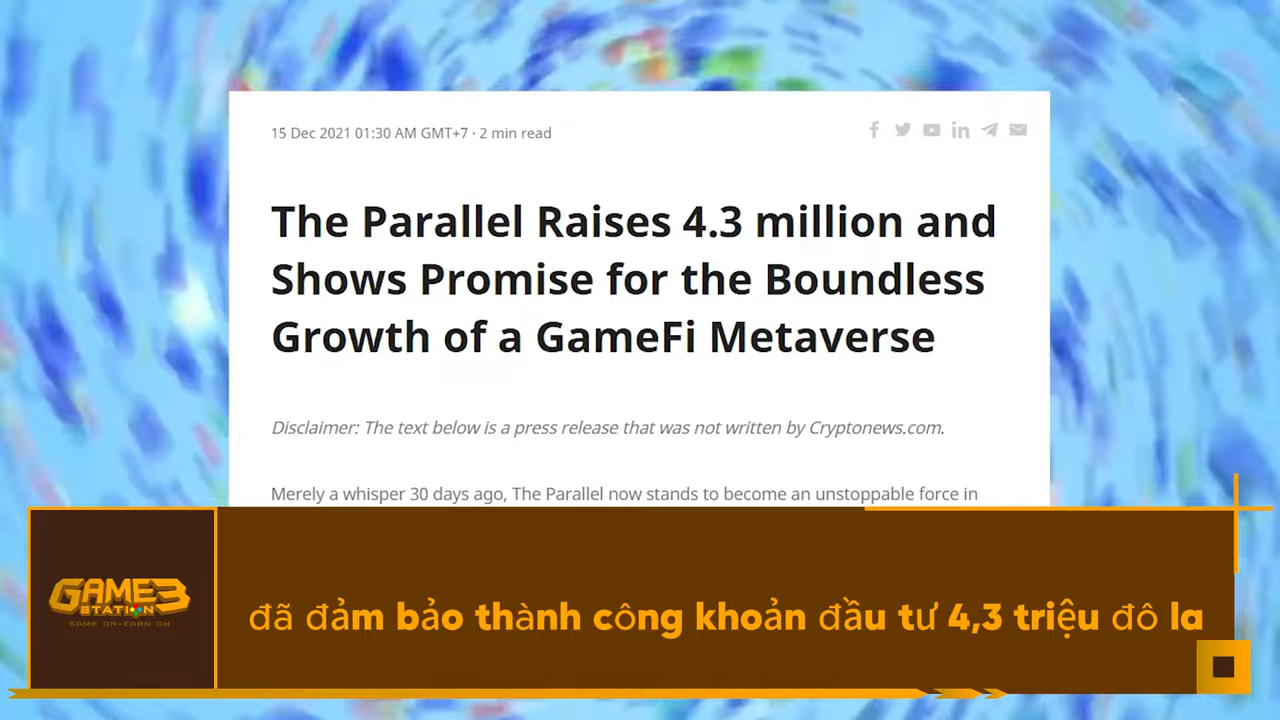 15 Dec 2021 01:30 AM GMT+7 · 2 min read
The Parallel Raises 4.3 million and
Shows Promise for the Boundless
Growth of a GameFi Metaverse
Disclaimer: The text below is a press release that was not written by Cryptonews.com.
Merely a whisper 30 days ago, The Parallel now stands to become an unstoppable force in
GAME3
STATION
GAME ON-EARN ON
đã đảm bảo thành công khoản đầu tư 4,3 triệu đô la